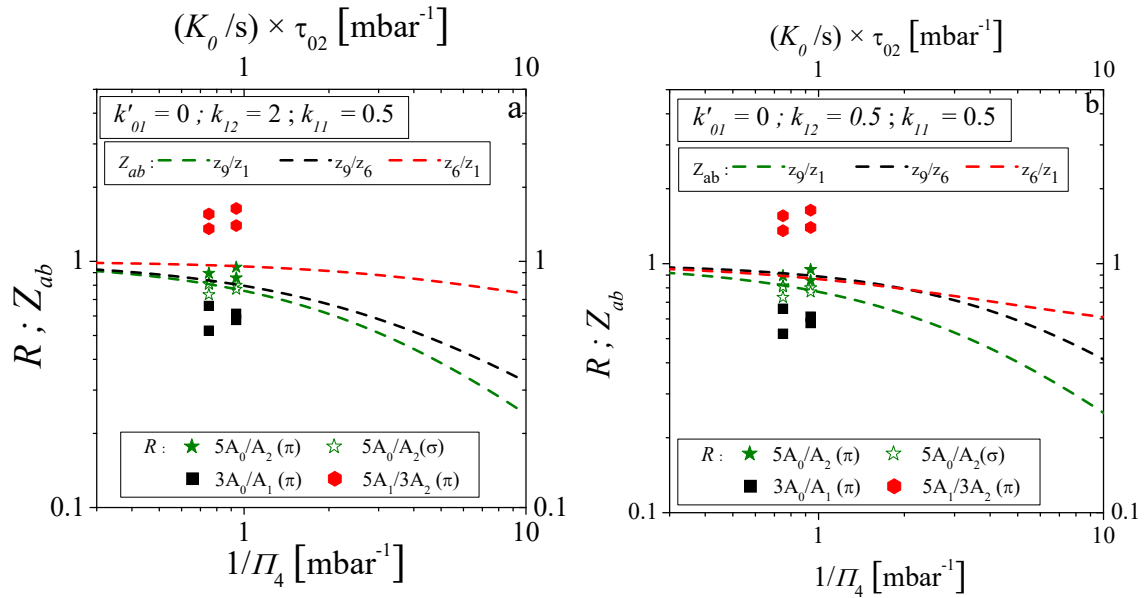 (K₀ /s) × τ₀₂ [mbar⁻¹]
1 10
a
k'₀₁ = 0 ; k₁₂ = 2 ; k₁₁ = 0.5
Z_ab : z₉/z₁ z₉/z₆ z₆/z₁
R ; Z_ab
1 1
0.1 0.1
R : 5A₀/A₂ (π) 5A₀/A₂(σ)
3A₀/A₁ (π) 5A₁/3A₂ (π)
1 10
1/Π₄ [mbar⁻¹]
(K₀ /s) × τ₀₂ [mbar⁻¹]
1 10
b
k'₀₁ = 0 ; k₁₂ = 0.5 ; k₁₁ = 0.5
Z_ab : z₉/z₁ z₉/z₆ z₆/z₁
R ; Z_ab
1 1
0.1 0.1
R : 5A₀/A₂ (π) 5A₀/A₂(σ)
3A₀/A₁ (π) 5A₁/3A₂ (π)
1 10
1/Π₄ [mbar⁻¹]